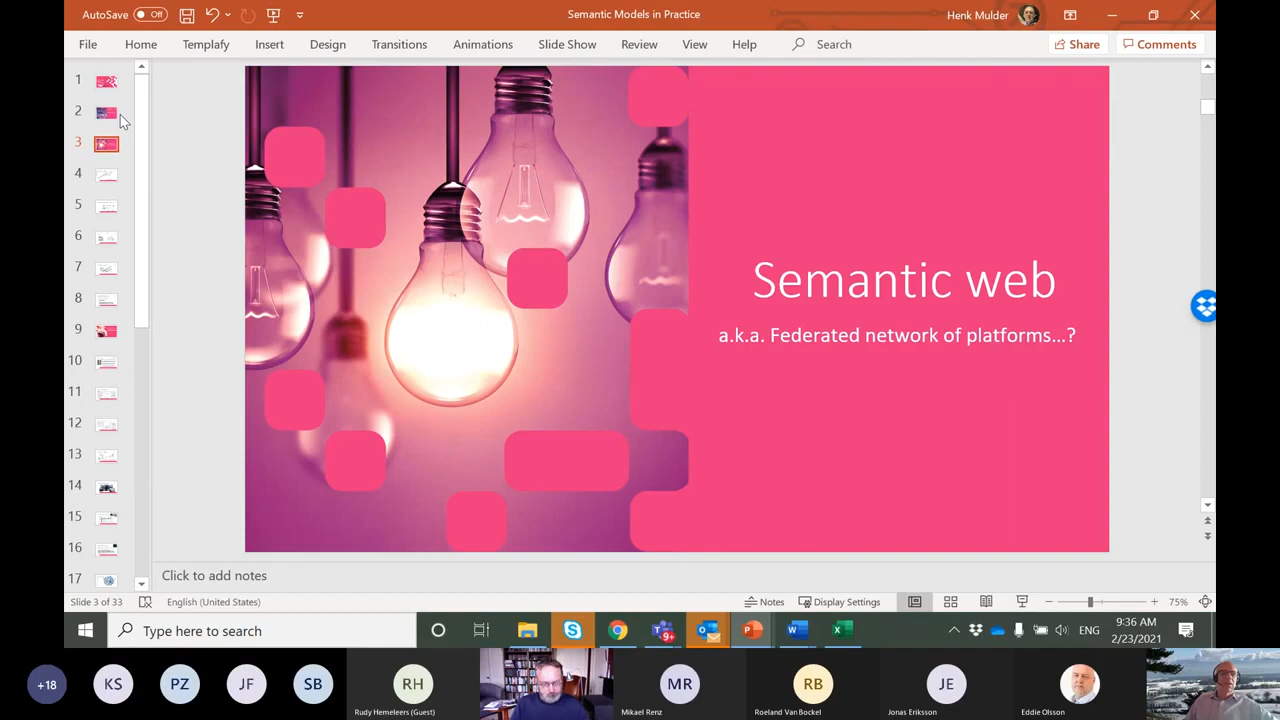 AutoSave Off
Semantic Models in Practice
Henk Mulder
File Home Templafy Insert Design Transitions Animations Slide Show Review View Help Search Share Comments
1
2
3
4
5
6
7
8
9
10
11
12
13
14
15
16
17
Semantic web
a.k.a. Federated network of platforms...?
Click to add notes
Slide 3 of 33 English (United States) Notes Display Settings 75%
Type here to search
9+
ENG
9:36 AM
2/23/2021
+18 KS PZ JF SB RH MR RB JE
Rudy Hemeleers (Guest) Mikael Renz Roeland Van Bockel Jonas Eriksson Eddie Olsson